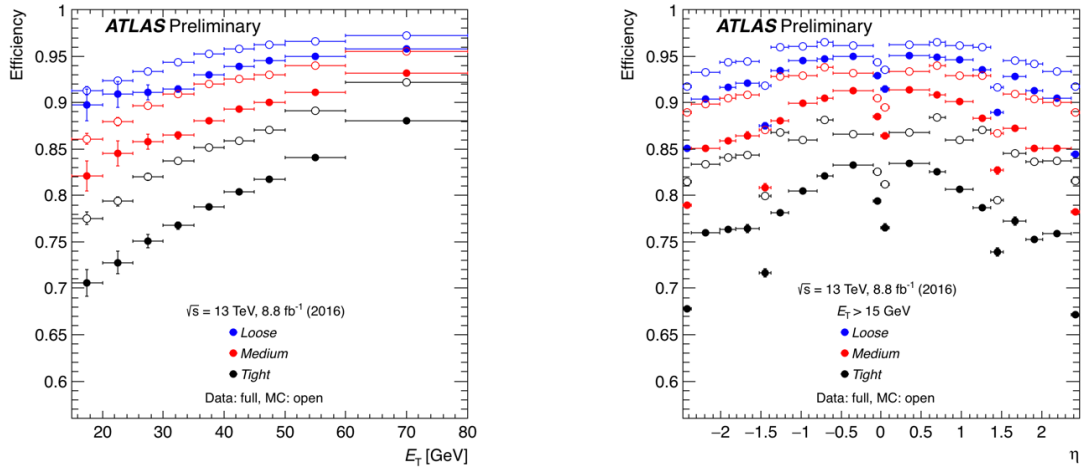 ATLAS Preliminary
Efficiency
1
0.95
0.9
0.85
0.8
0.75
0.7
0.65
0.6
√s = 13 TeV, 8.8 fb⁻¹ (2016)
Loose
Medium
Tight
Data: full, MC: open
20 30 40 50 60 70 80
E_T [GeV]
ATLAS Preliminary
Efficiency
1
0.95
0.9
0.85
0.8
0.75
0.7
0.65
0.6
√s = 13 TeV, 8.8 fb⁻¹ (2016)
E_T > 15 GeV
Loose
Medium
Tight
Data: full, MC: open
−2 −1.5 −1 −0.5 0 0.5 1 1.5 2
η